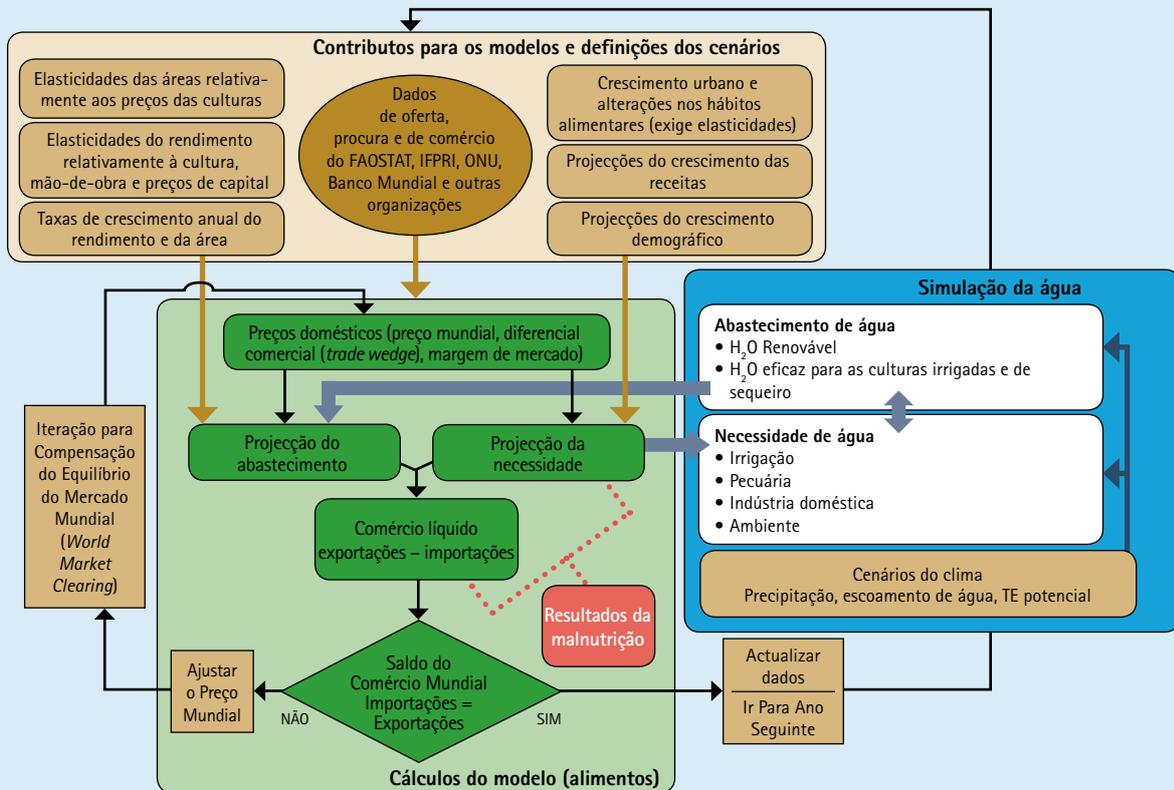 Contributos para os modelos e definições dos cenários
Elasticidades das áreas relativa-
mente aos preços das culturas
Elasticidades do rendimento
relativamente à cultura,
mão-de-obra e preços de capital
Taxas de crescimento anual do
rendimento e da área
Dados
de oferta,
procura e de comércio
do FAOSTAT, IFPRI, ONU,
Banco Mundial e outras
organizações
Crescimento urbano e
alterações nos hábitos
alimentares (exige elasticidades)
Projecções do crescimento das
receitas
Projecções do crescimento
demográfico
Simulação da água
Abastecimento de água
• H₂O Renovável
• H₂O eficaz para as culturas irrigadas e de
sequeiro
Necessidade de água
• Irrigação
• Pecuária
• Indústria doméstica
• Ambiente
Cenários do clima
Precipitação, escoamento de água, TE potencial
Preços domésticos (preço mundial, diferencial
comercial (trade wedge), margem de mercado)
Projecção do
abastecimento
Projecção da
necessidade
Comércio líquido
exportações – importações
Resultados da
malnutrição
Saldo do
Comércio Mundial
Importações =
Exportações
NÃO
SIM
Iteração para
Compensação
do Equilíbrio
do Mercado
Mundial
(World
Market
Clearing)
Ajustar
o Preço
Mundial
Actualizar
dados
Ir Para Ano
Seguinte
Cálculos do modelo (alimentos)